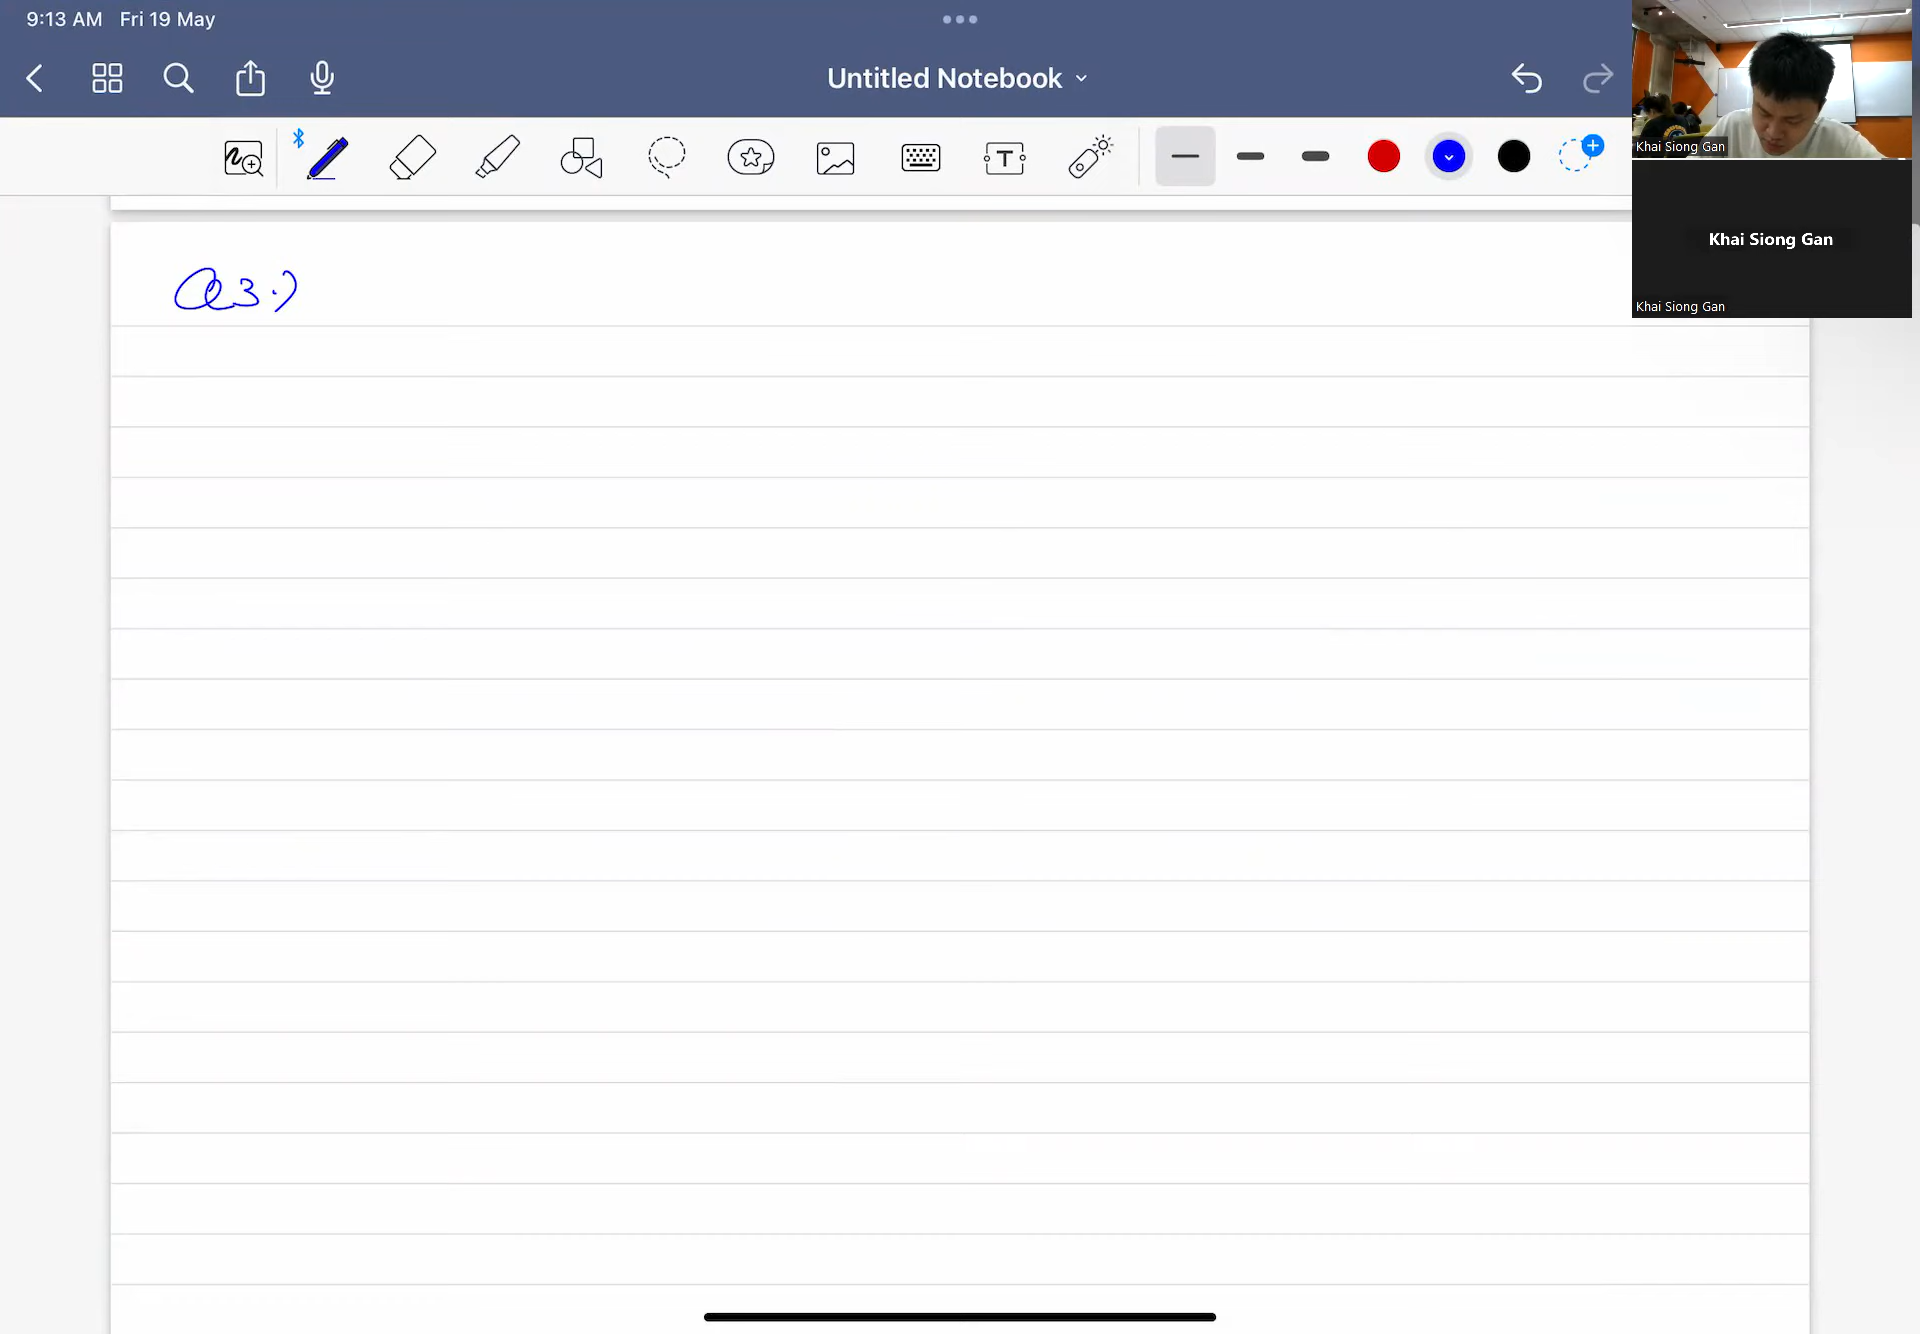 9:13 AM Fri 19 May
Untitled Notebook
T
Khai Siong Gan
Khai Siong Gan
Khai Siong Gan
Q3.)